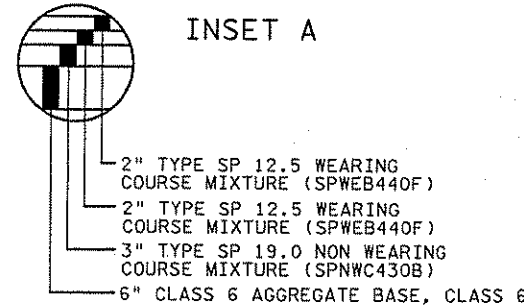 INSET A
2" TYPE SP 12.5 WEARING
COURSE MIXTURE (SPWEB440F)
2" TYPE SP 12.5 WEARING
COURSE MIXTURE (SPWEB440F)
3" TYPE SP 19.0 NON WEARING
COURSE MIXTURE (SPNWC430B)
6" CLASS 6 AGGREGATE BASE, CLASS 6